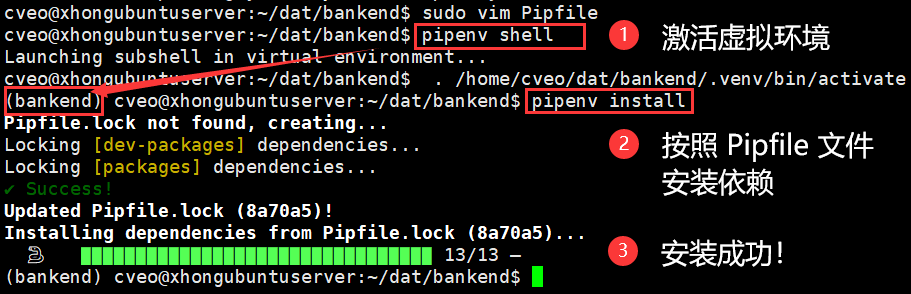 cveo@xhongubuntuserver:~/dat/bankend$ sudo vim Pipfile
cveo@xhongubuntuserver:~/dat/bankend$ pipenv shell
1 激活虚拟环境
Launching subshell in virtual environment...
cveo@xhongubuntuserver:~/dat/bankend$  . /home/cveo/dat/bankend/.venv/bin/activate
(bankend) cveo@xhongubuntuserver:~/dat/bankend$ pipenv install
Pipfile.lock not found, creating...
Locking [dev-packages] dependencies...
Locking [packages] dependencies...
2 按照 Pipfile 文件
安装依赖
✔ Success!
Updated Pipfile.lock (8a70a5)!
Installing dependencies from Pipfile.lock (8a70a5)...
13/13 —
3 安装成功！
(bankend) cveo@xhongubuntuserver:~/dat/bankend$